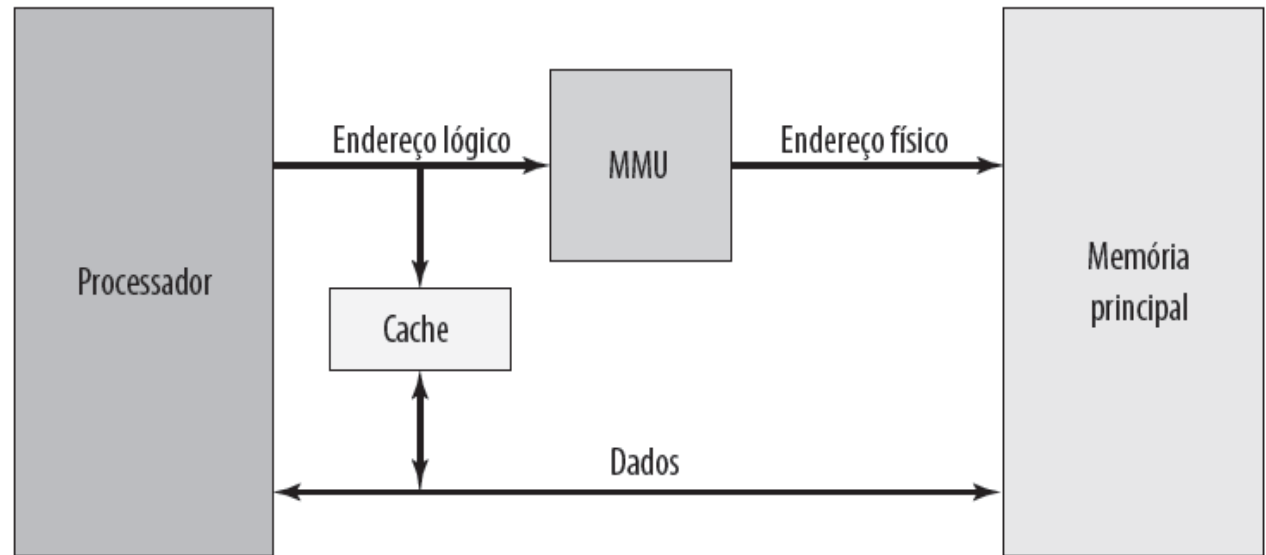 Endereço lógico
MMU
Endereço físico
Processador
Cache
Memória
principal
Dados